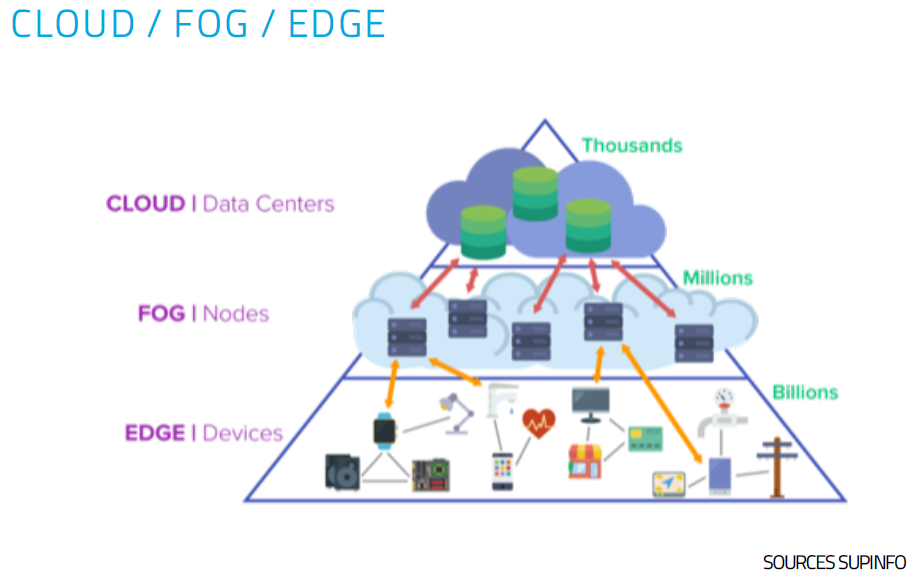 CLOUD / FOG / EDGE
Thousands
CLOUD | Data Centers
Millions
FOG | Nodes
Billions
EDGE | Devices
SOURCES SUPINFO